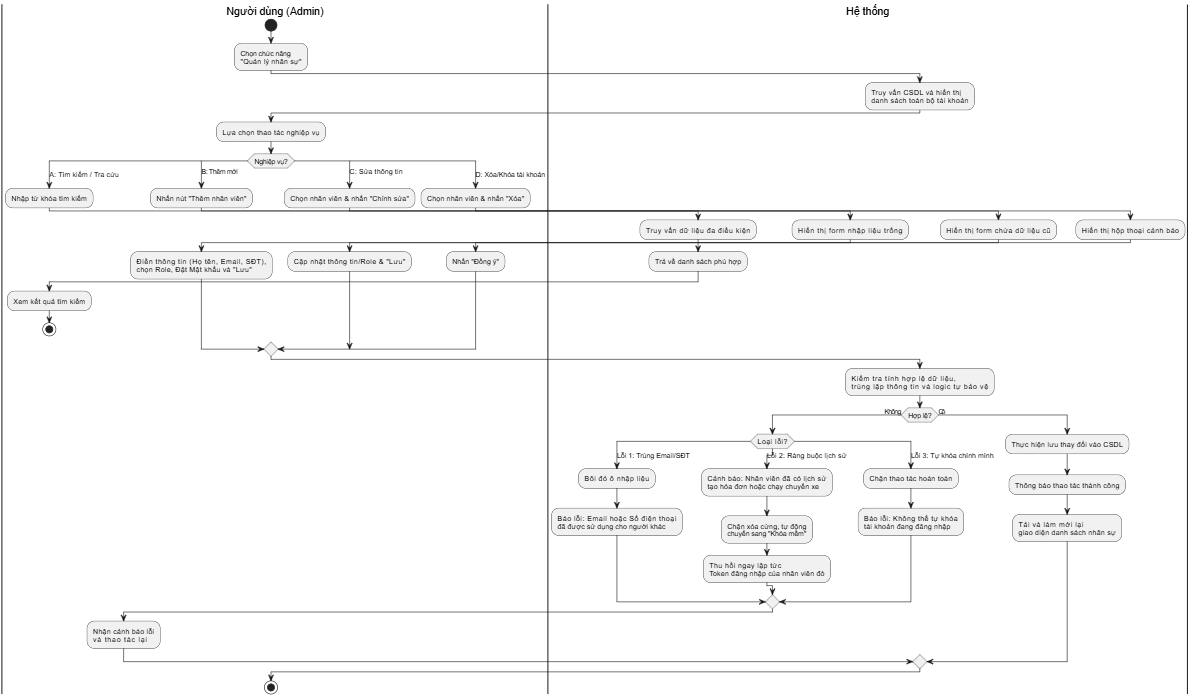 Người dùng (Admin)
Hệ thống
Chọn chức năng
"Quản lý nhân sự"
Truy vấn CSDL và hiển thị
danh sách toàn bộ tài khoản
Lựa chọn thao tác nghiệp vụ
Nghiệp vụ?
A: Tìm kiếm / Tra cứu
B: Thêm mới
C: Sửa thông tin
D: Xóa/Khóa tài khoản
Nhập từ khóa tìm kiếm
Nhấn nút "Thêm nhân viên"
Chọn nhân viên & nhấn "Chỉnh sửa"
Chọn nhân viên & nhấn "Xóa"
Truy vấn dữ liệu đa điều kiện
Hiển thị form nhập liệu trống
Hiển thị form chứa dữ liệu cũ
Hiển thị hộp thoại cảnh báo
Điền thông tin (Họ tên, Email, SĐT),
chọn Role, Đặt Mật khẩu và "Lưu"
Cập nhật thông tin/Role & "Lưu"
Nhấn "Đồng ý"
Trả về danh sách phù hợp
Xem kết quả tìm kiếm
Kiểm tra tính hợp lệ dữ liệu,
trùng lặp thông tin và logic tự bảo vệ
Không
Hợp lệ?
Có
Loại lỗi?
Thực hiện lưu thay đổi vào CSDL
Lỗi 1: Trùng Email/SĐT
Lỗi 2: Ràng buộc lịch sử
Lỗi 3: Tự khóa chính mình
Bôi đỏ ô nhập liệu
Cảnh báo: Nhân viên đã có lịch sử
tạo hóa đơn hoặc chạy chuyến xe
Chặn thao tác hoàn toàn
Thông báo thao tác thành công
Báo lỗi: Email hoặc Số điện thoại
đã được sử dụng cho người khác
Chặn xóa cứng, tự động
chuyển sang "Khóa mềm"
Báo lỗi: Không thể tự khóa
tài khoản đang đăng nhập
Tải và làm mới lại
giao diện danh sách nhân sự
Thu hồi ngay lập tức
Token đăng nhập của nhân viên đó
Nhận cảnh báo lỗi
và thao tác lại